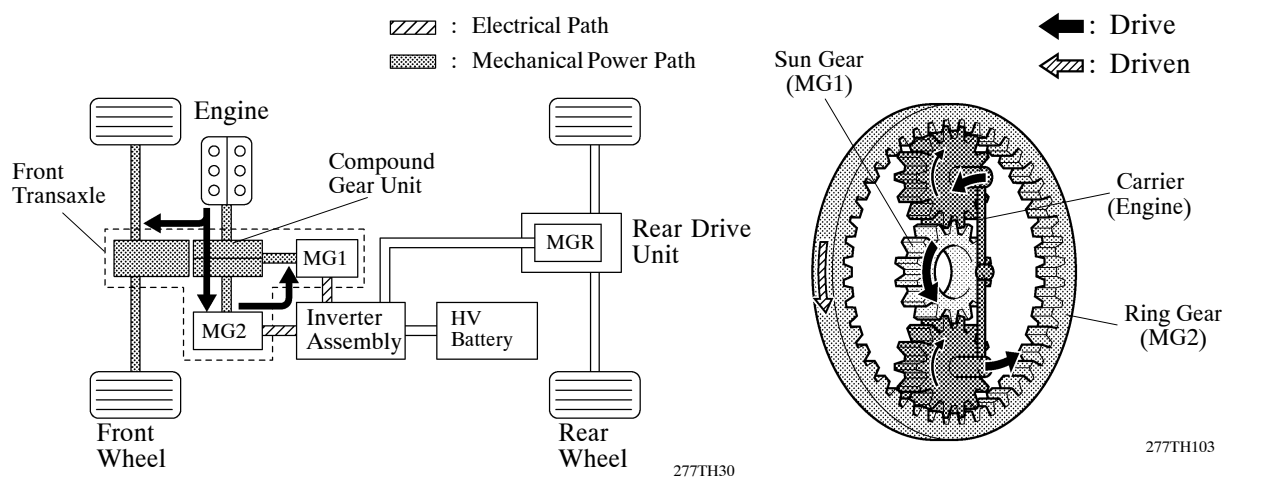 : Electrical Path
: Mechanical Power Path
Engine
Front
Transaxle
Compound
Gear Unit
MG1
MG2
Inverter
Assembly
HV
Battery
MGR
Rear Drive
Unit
Front
Wheel
Rear
Wheel
277TH30
: Drive
: Driven
Sun Gear
(MG1)
Carrier
(Engine)
Ring Gear
(MG2)
277TH103